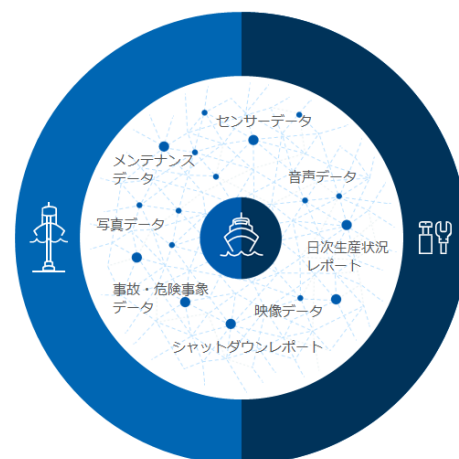 センサーデータ
メンテナンス
データ
音声データ
写真データ
日次生産状況
レポート
事故・危険事象
データ
映像データ
シャットダウンレポート